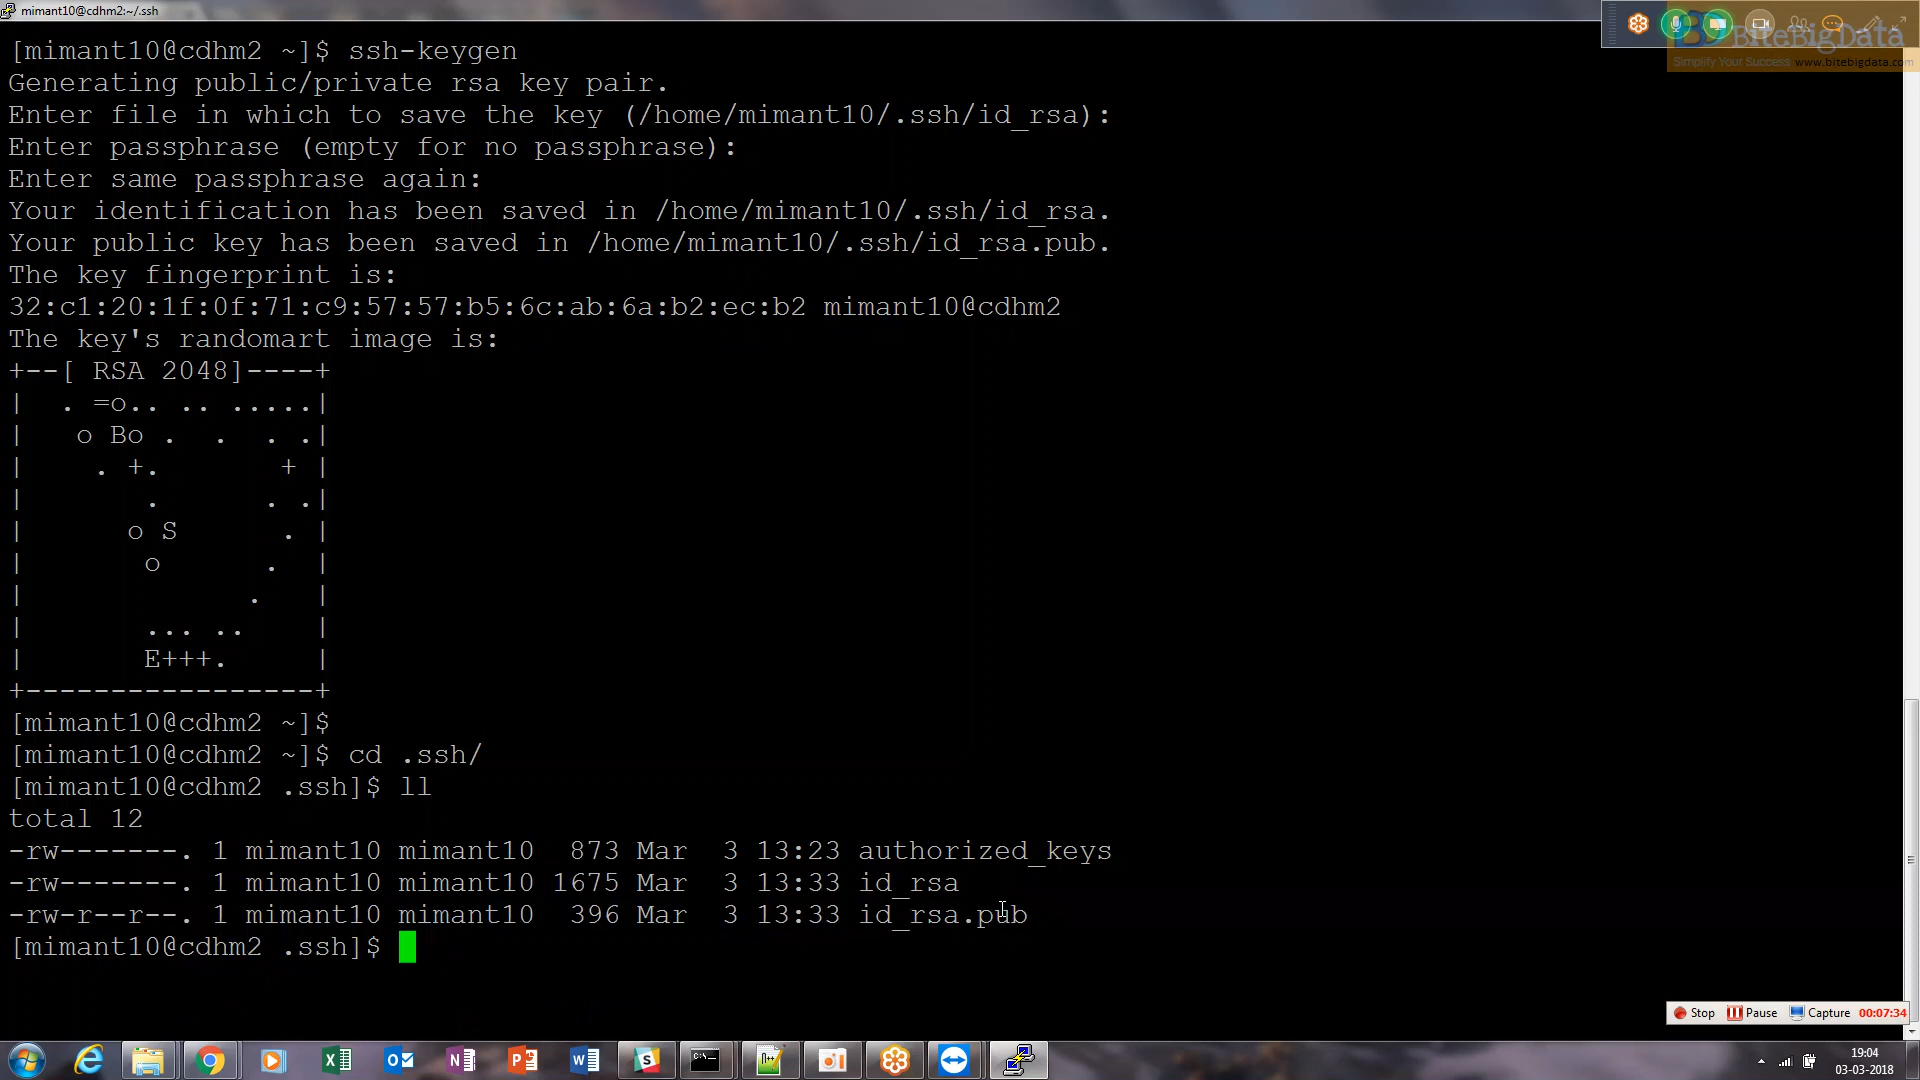 mimant10@cdhm2:~/.ssh
[mimant10@cdhm2 ~]$ ssh-keygen
Generating public/private rsa key pair.
Enter file in which to save the key (/home/mimant10/.ssh/id_rsa):
Enter passphrase (empty for no passphrase):
Enter same passphrase again:
Your identification has been saved in /home/mimant10/.ssh/id_rsa.
Your public key has been saved in /home/mimant10/.ssh/id_rsa.pub.
The key fingerprint is:
32:c1:20:1f:0f:71:c9:57:57:b5:6c:ab:6a:b2:ec:b2 mimant10@cdhm2
The key's randomart image is:
+--[ RSA 2048]----+
|  . =o.. .. .....|
|   o Bo .  .  . .|
|    . +.       + |
|       .      . .|
|      o S      . |
|       o      .  |
|             .   |
|       ... ..    |
|       E+++.     |
+-----------------+
[mimant10@cdhm2 ~]$
[mimant10@cdhm2 ~]$ cd .ssh/
[mimant10@cdhm2 .ssh]$ ll
total 12
-rw-------. 1 mimant10 mimant10  873 Mar  3 13:23 authorized_keys
-rw-------. 1 mimant10 mimant10 1675 Mar  3 13:33 id_rsa
-rw-r--r--. 1 mimant10 mimant10  396 Mar  3 13:33 id_rsa.pub
[mimant10@cdhm2 .ssh]$
BiteBigData
Simplify Your Success www.bitebigdata.com
Stop Pause Capture 00:07:34
19:04
03-03-2018